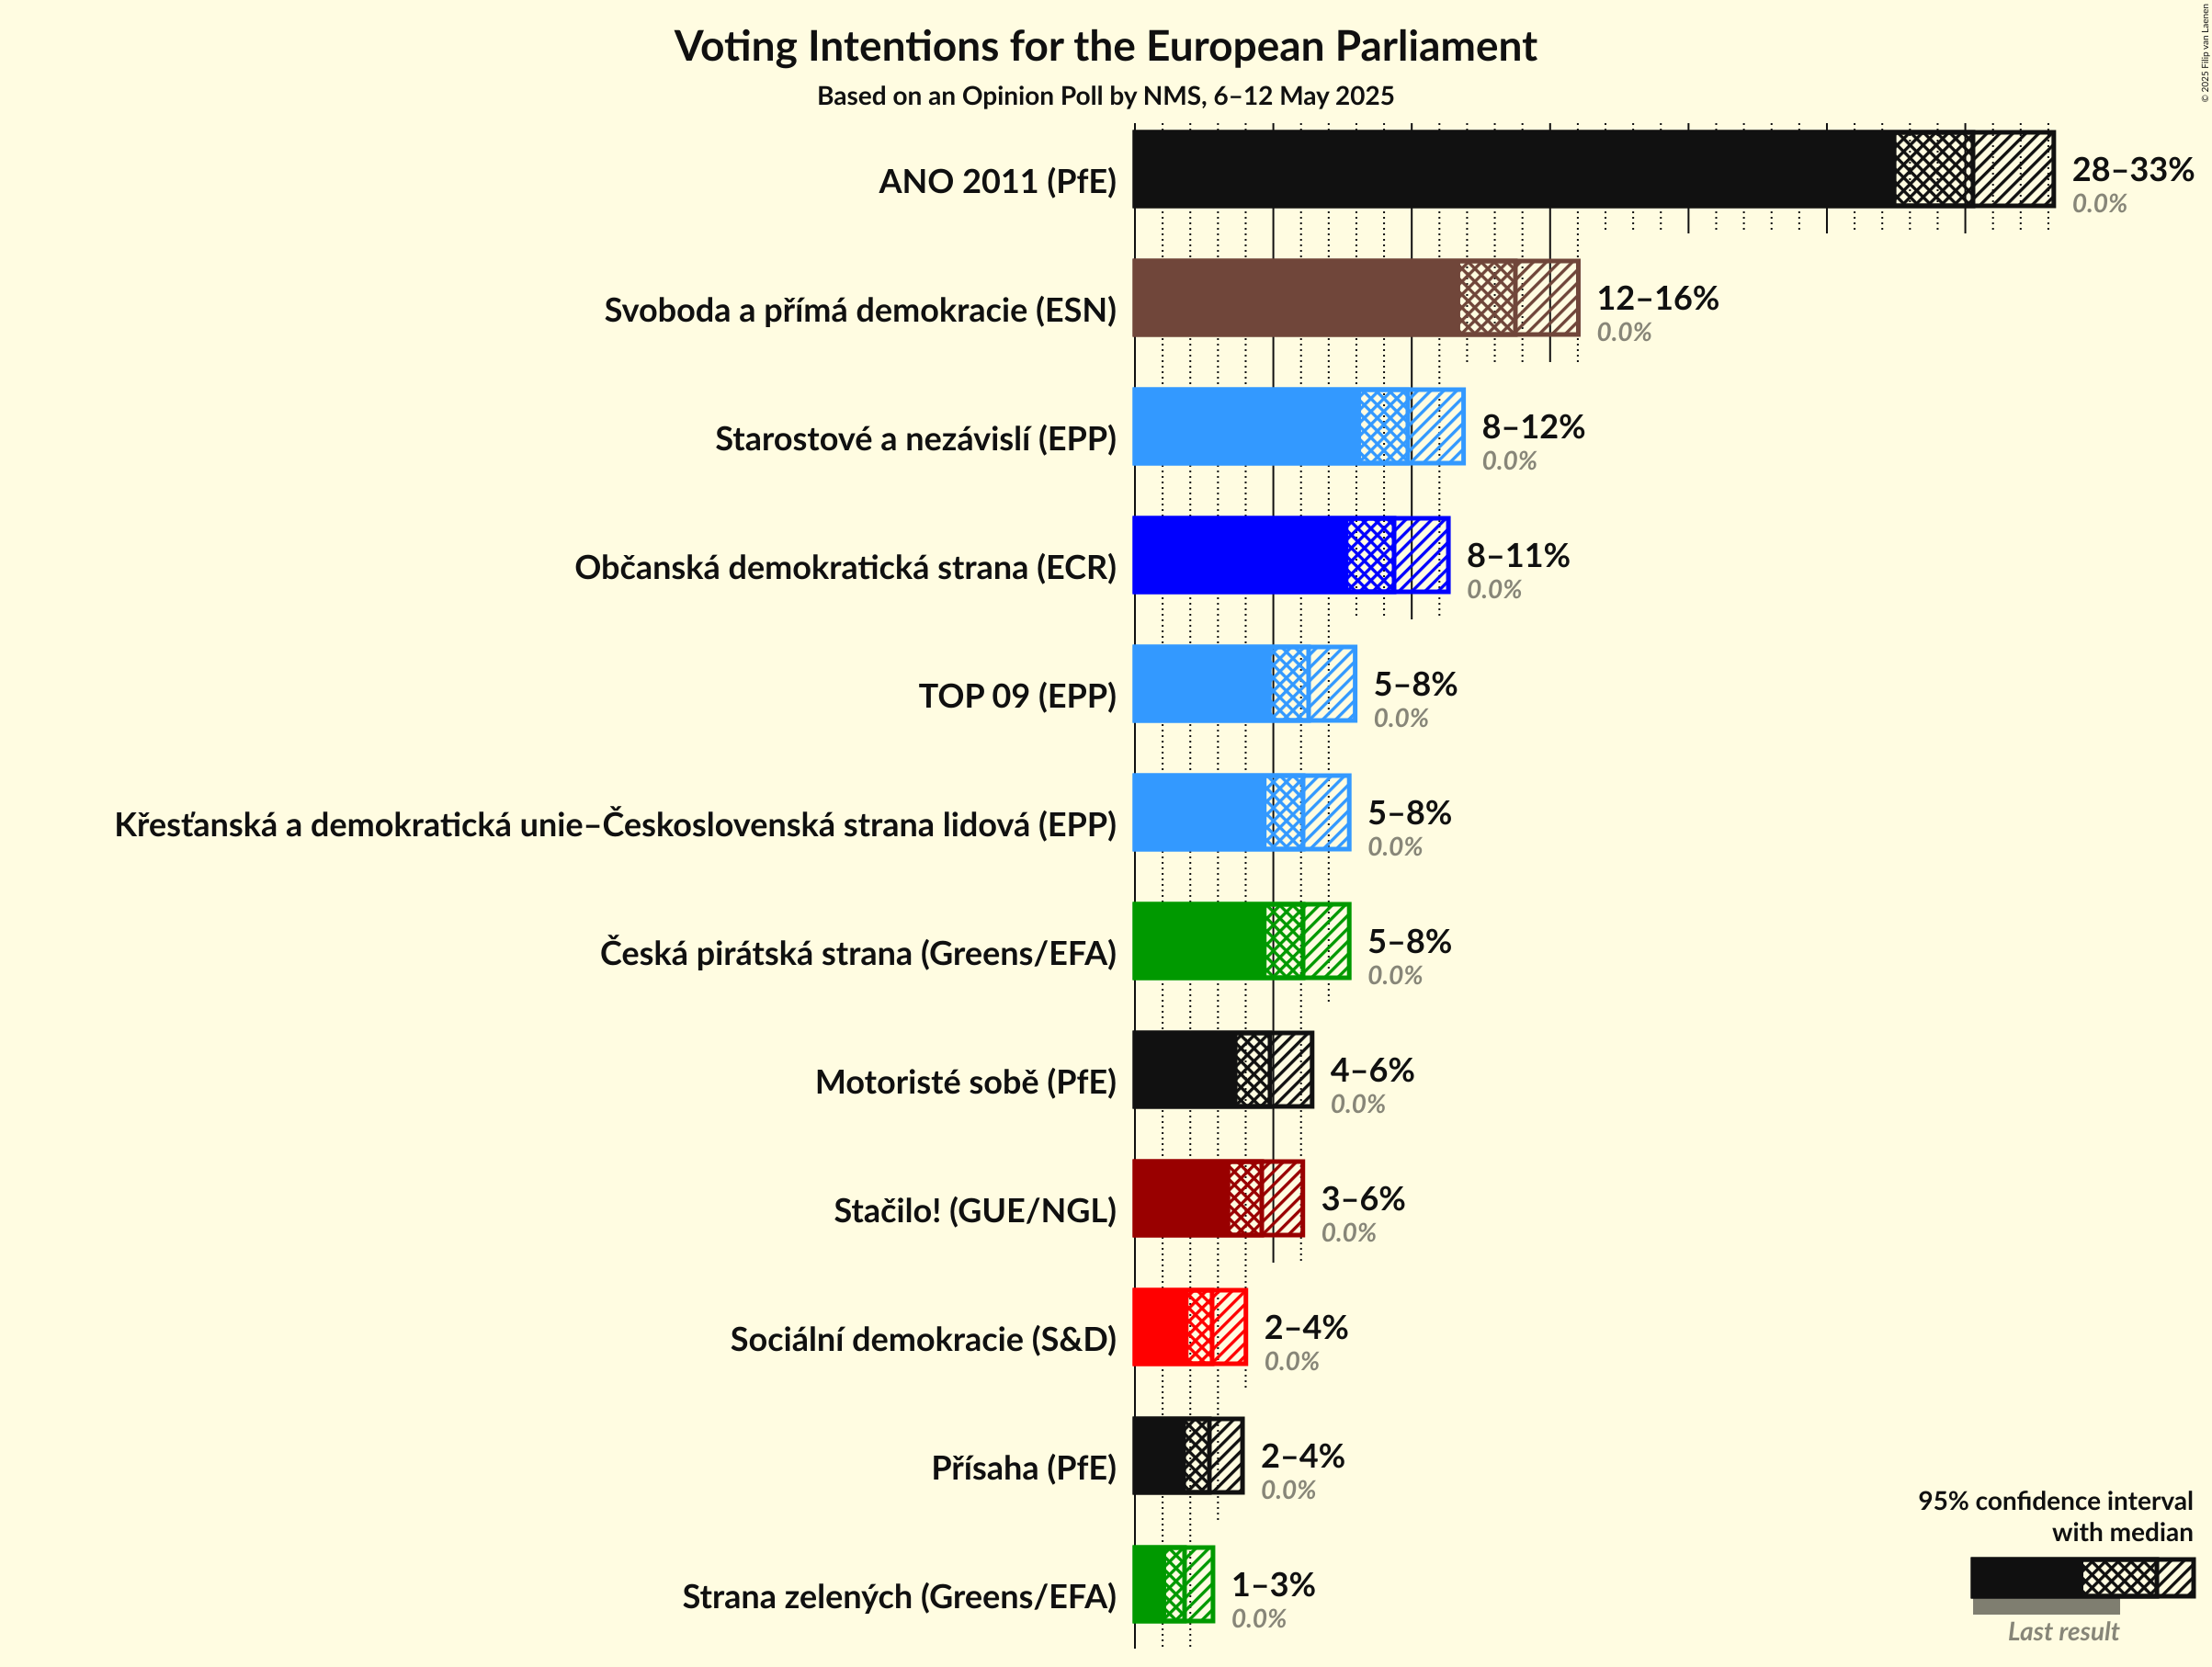 Voting Intentions for the European Parliament
Based on an Opinion Poll by NMS, 6–12 May 2025
© 2025 Filip van Laenen
ANO 2011 (PfE)
28–33%
0.0%
Svoboda a přímá demokracie (ESN)
12–16%
0.0%
Starostové a nezávislí (EPP)
8–12%
0.0%
Občanská demokratická strana (ECR)
8–11%
0.0%
TOP 09 (EPP)
5–8%
0.0%
Křesťanská a demokratická unie–Československá strana lidová (EPP)
5–8%
0.0%
Česká pirátská strana (Greens/EFA)
5–8%
0.0%
Motoristé sobě (PfE)
4–6%
0.0%
Stačilo! (GUE/NGL)
3–6%
0.0%
Sociální demokracie (S&D)
2–4%
0.0%
Přísaha (PfE)
2–4%
0.0%
Strana zelených (Greens/EFA)
1–3%
0.0%
95% confidence interval
with median
Last result